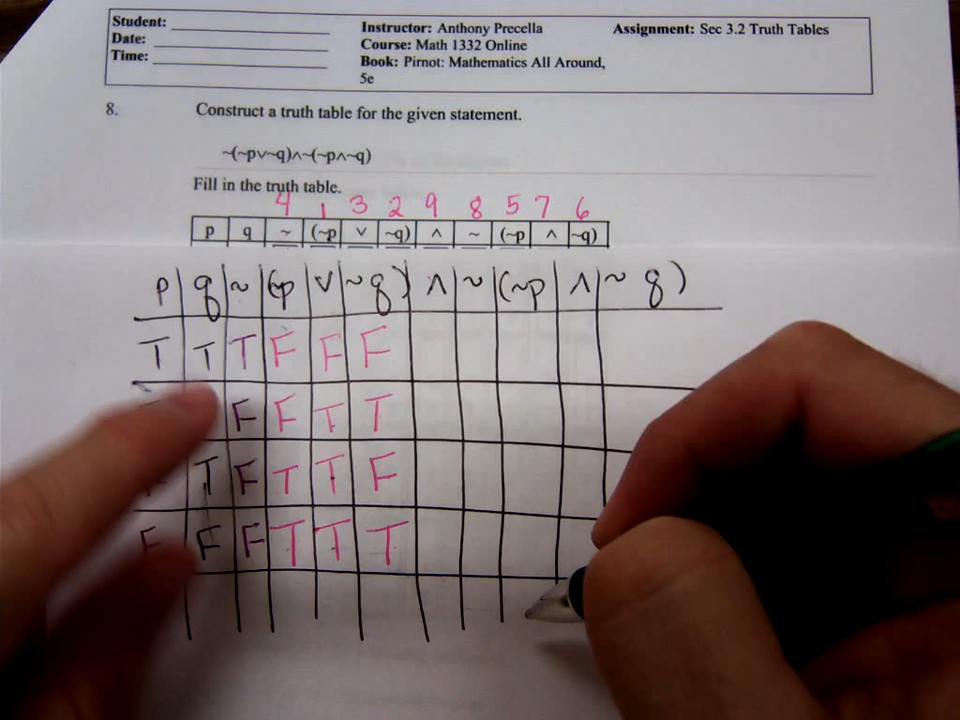 Student:
Date:
Time:
Instructor: Anthony Precella
Course: Math 1332 Online
Book: Pirnot: Mathematics All Around,
5e
Assignment: Sec 3.2 Truth Tables
8. Construct a truth table for the given statement.
~(~p∨~q)∧~(~p∧~q)
Fill in the truth table.
4 1 3 2 9 8 5 7 6
p q ~ (~p ∨ ~q) ∧ ~ (~p ∧ ~q)
p q ~ (~p ∨ ~q) ∧ ~ (~p ∧ ~q)
T T T F F F
F F T T
T F T T F
F F F T T T